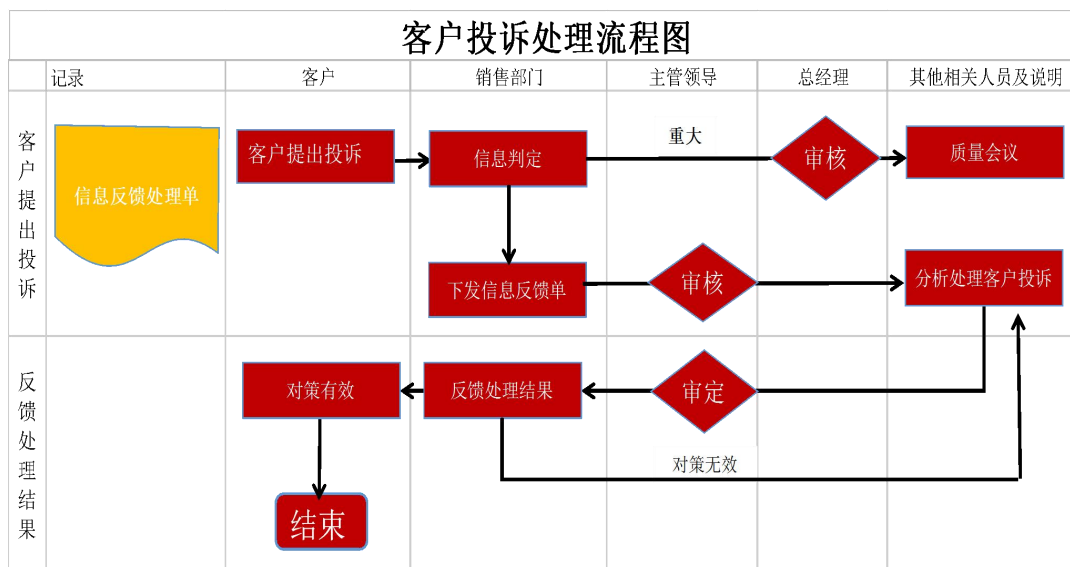 客户投诉处理流程图
记录
客户
销售部门
主管领导
总经理
其他相关人员及说明
客户提出投诉
信息反馈处理单
客户提出投诉
信息判定
重大
审核
质量会议
下发信息反馈单
审核
分析处理客户投诉
反馈处理结果
对策有效
反馈处理结果
审定
对策无效
结束